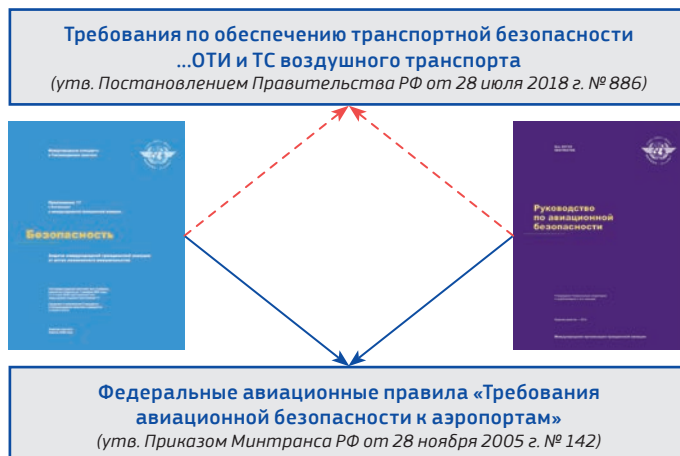 Требования по обеспечению транспортной безопасности
...ОТИ и ТС воздушного транспорта
(утв. Постановлением Правительства РФ от 28 июля 2018 г. № 886)
Безопасность
Руководство
по авиационной
безопасности
Федеральные авиационные правила «Требования
авиационной безопасности к аэропортам»
(утв. Приказом Минтранса РФ от 28 ноября 2005 г. № 142)